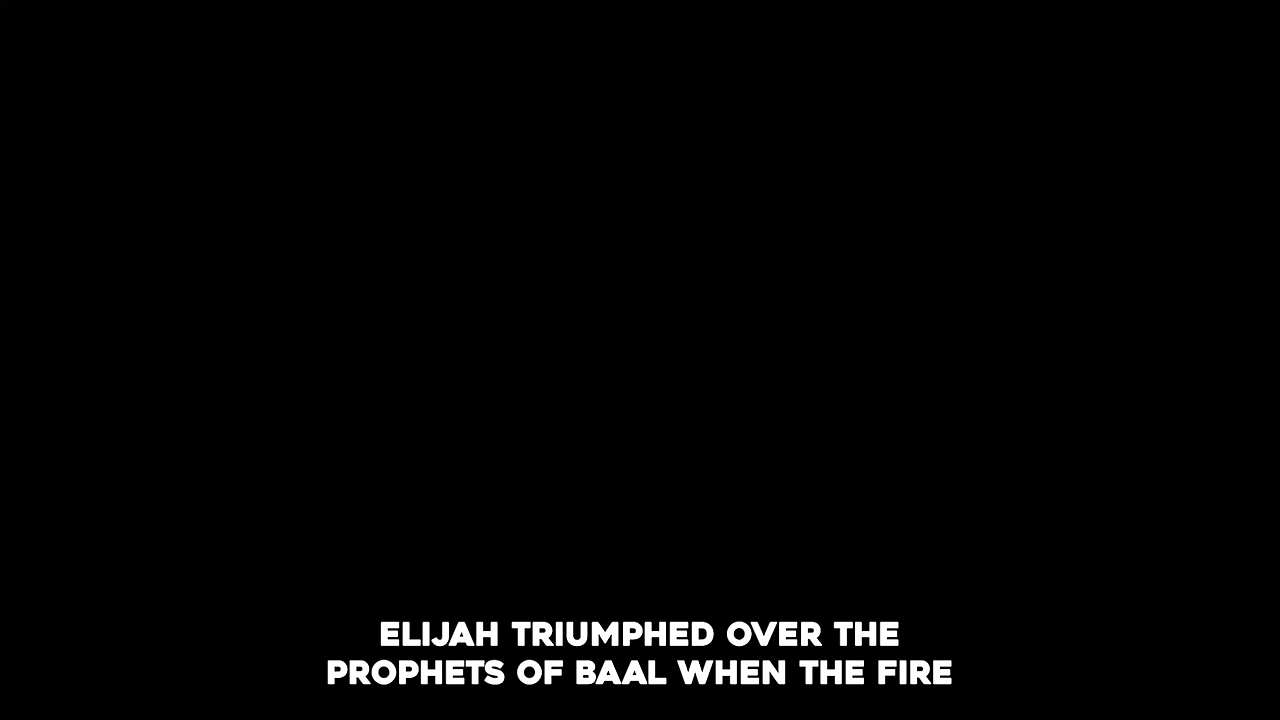 ELIJAH TRIUMPHED OVER THE
PROPHETS OF BAAL WHEN THE FIRE